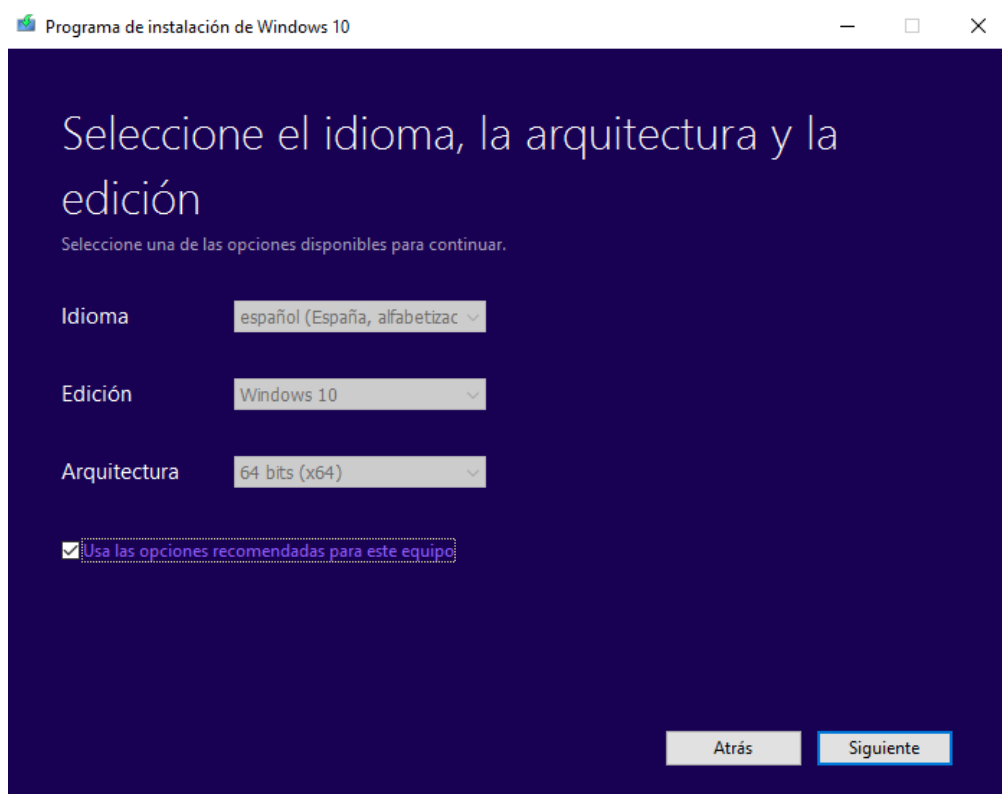 Programa de instalación de Windows 10
Seleccione el idioma, la arquitectura y la
edición
Seleccione una de las opciones disponibles para continuar.
Idioma español (España, alfabetizac
Edición Windows 10
Arquitectura 64 bits (x64)
Usa las opciones recomendadas para este equipo
Atrás Siguiente